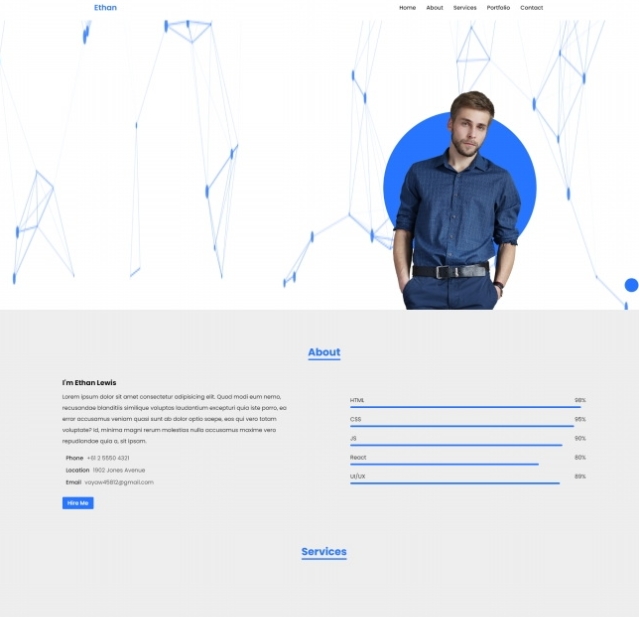 Ethan
Home About Services Portfolio Contact
About
I'm Ethan Lewis
Lorem ipsum dolor sit amet consectetur adipisicing elit. Quod modi eum nemo,
recusandae blanditiis similique voluptas laudantium excepturi quia iste porro, ea
error accusamus veniam quasi sunt ab dolor optio saepe, eos qui vero totam
voluptate? Id, minima magni rerum molestias nulla accusamus maxime vero
repudiandae quia a, sit ipsam.
Phone +61 2 5550 4321
Location 1902 Jones Avenue
Email @gmail.com
Hire Me
HTML 98%
CSS 95%
JS 90%
React 80%
UI/UX 89%
Services